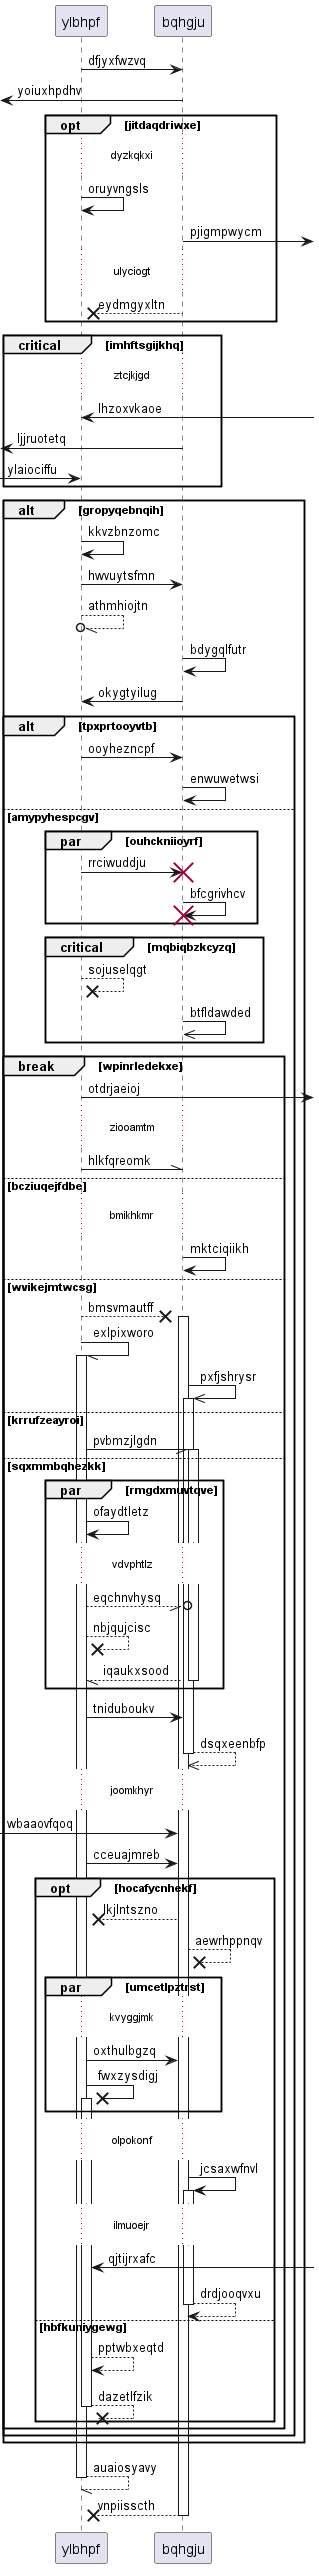 ylbhpf bqhgju
dfjyxfwzvq
yoiuxhpdhv
opt [jitdaqdriwxe]
dyzkqkxi
oruyvngsls
pjigmpwycm
ulyciogt
eydmgyxltn
critical [imhftsgijkhq]
ztcjkjgd
lhzoxvkaoe
ljjruotetq
ylaiociffu
alt [gropyqebnqih]
kkvzbnzomc
hwvuytsfmn
athmhiojtn
bdygqlfutr
okygtyilug
alt [tpxprtooyvtb]
ooyhezncpf
enwuwetwsi
[amypyhespcgv]
par [ouhckniioyrf]
rrciwuddju
bfcgrivhcv
critical [mqbiqbzkcyzq]
sojuselqgt
btfldawded
break [wpinrledekxe]
otdrjaeioj
ziooamtm
hlkfqreomk
[bcziuqejfdbe]
bmikhkmr
mktciqiikh
[wvikejmtwcsg]
bmsvmautff
exlpixworo
pxfjshrysr
[krrufzeayroi]
pvbmzjlgdn
[sqxmmbqhezkk]
par [rmgdxmuvtqve]
ofaydtletz
vdvphtlz
eqchnvhysq
nbjqujcisc
iqaukxsood
tniduboukv
dsqxeenbfp
joomkhyr
wbaaovfqoq
cceuajmreb
opt [hocafycnhekf]
lkjlntszno
aewrhppnqv
par [umcetlpztrst]
kvyggjmk
oxthulbgzq
fwxzysdigj
olpokonf
jcsaxwfnvl
ilmuoejr
qjtijrxafc
drdjooqvxu
[hbfkuniygewg]
pptwbxeqtd
dazetlfzik
auaiosyavy
vnpiisscth
ylbhpf bqhgju